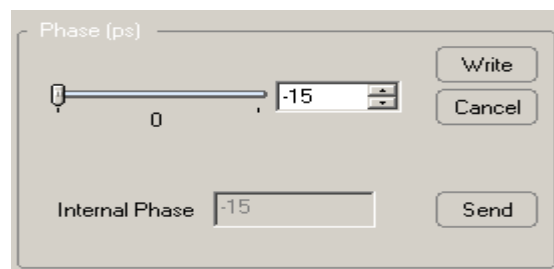 Phase (ps)
Write
-15
0
Cancel
Internal Phase -15 Send